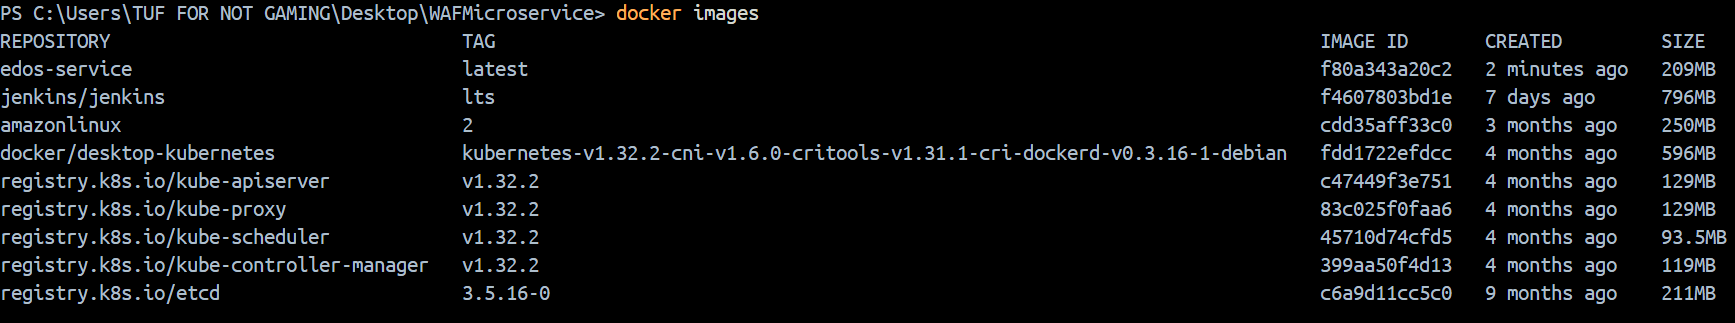 PS C:\Users\TUF FOR NOT GAMING\Desktop\WAFMicroservice> docker images
REPOSITORY TAG IMAGE ID CREATED SIZE
edos-service latest f80a343a20c2 2 minutes ago 209MB
jenkins/jenkins lts f4607803bd1e 7 days ago 796MB
amazonlinux 2 cdd35aff33c0 3 months ago 250MB
docker/desktop-kubernetes kubernetes-v1.32.2-cni-v1.6.0-critools-v1.31.1-cri-dockerd-v0.3.16-1-debian fdd1722efdcc 4 months ago 596MB
registry.k8s.io/kube-apiserver v1.32.2 c47449f3e751 4 months ago 129MB
registry.k8s.io/kube-proxy v1.32.2 83c025f0faa6 4 months ago 129MB
registry.k8s.io/kube-scheduler v1.32.2 45710d74cfd5 4 months ago 93.5MB
registry.k8s.io/kube-controller-manager v1.32.2 399aa50f4d13 4 months ago 119MB
registry.k8s.io/etcd 3.5.16-0 c6a9d11cc5c0 9 months ago 211MB